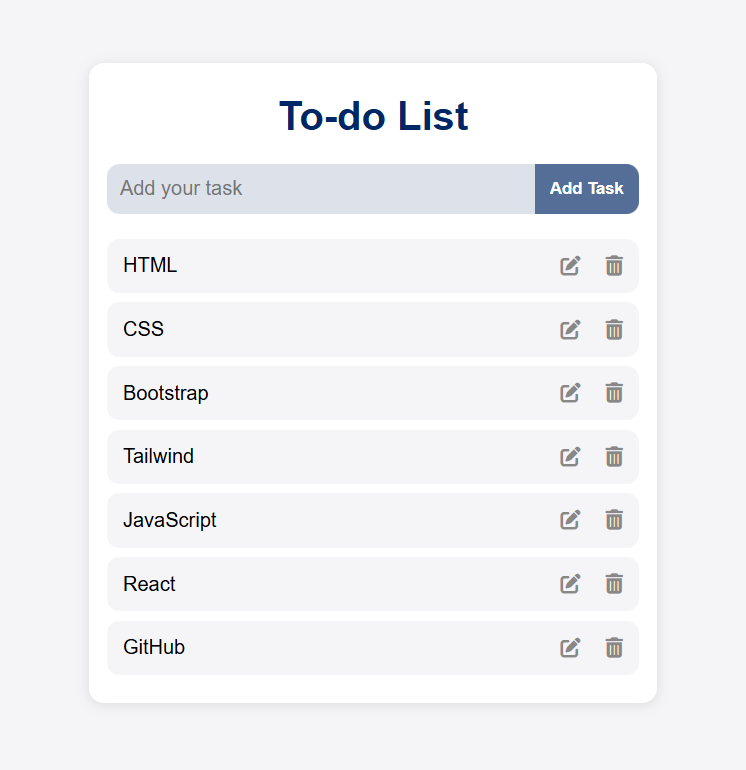 To-do List
Add your task
Add Task
HTML
CSS
Bootstrap
Tailwind
JavaScript
React
GitHub